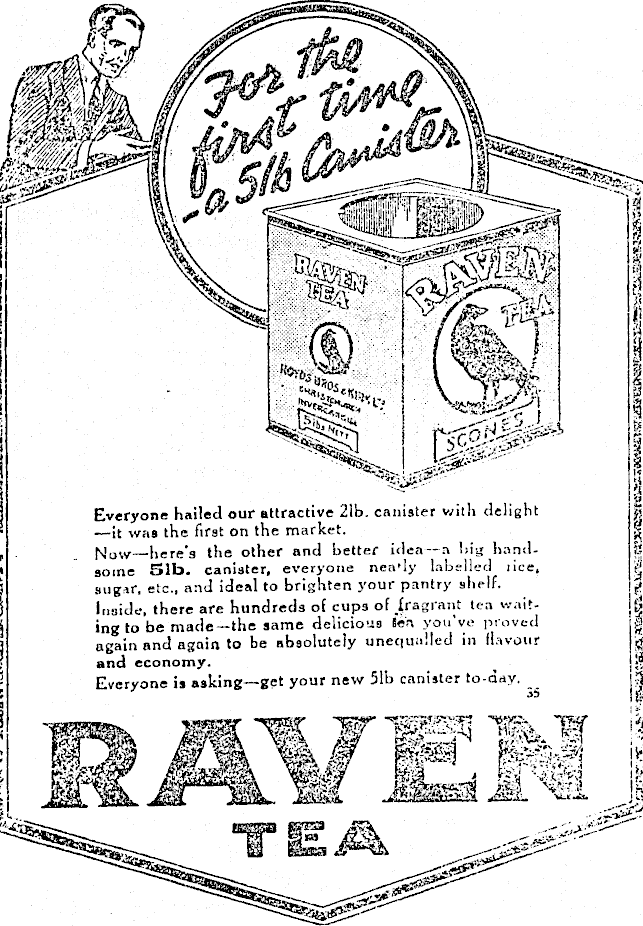 For the
first time
-a 5lb Canister
RAVEN
TEA
ROYDS BROS & KIRK LTD
CHRISTCHURCH
INVERCARGILL
5lbs NETT
RAVEN
TEA
SCONES
Everyone hailed our attractive 2lb. canister with delight
—it was the first on the market.
Now—here's the other and better idea—a big hand-
some 5lb. canister, everyone neatly labelled rice,
sugar, etc., and ideal to brighten your pantry shelf.
Inside, there are hundreds of cups of fragrant tea wait-
ing to be made—the same delicious tea you've proved
again and again to be absolutely unequalled in flavour
and economy.
Everyone is asking—get your new 5lb canister to-day.
35
RAVEN
TEA